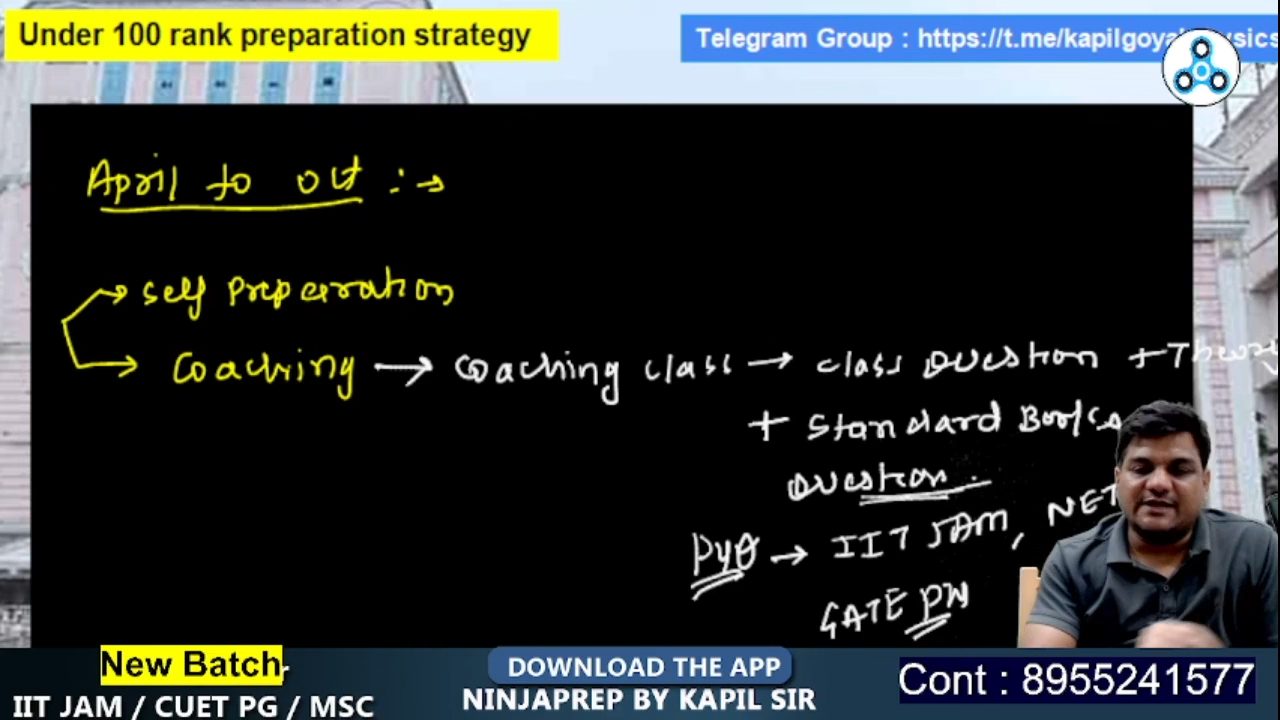 Under 100 rank preparation strategy
Telegram Group : https://t.me/kapilgoyalphysics
April to oct :→
→ self preparation
→ Coaching → Coaching class → class Question + Theory
+ Standard Books
Question.
PYQ → IIT JAM, NET
GATE PH
New Batch
IIT JAM / CUET PG / MSC
DOWNLOAD THE APP
NINJAPREP BY KAPIL SIR
Cont : 8955241577